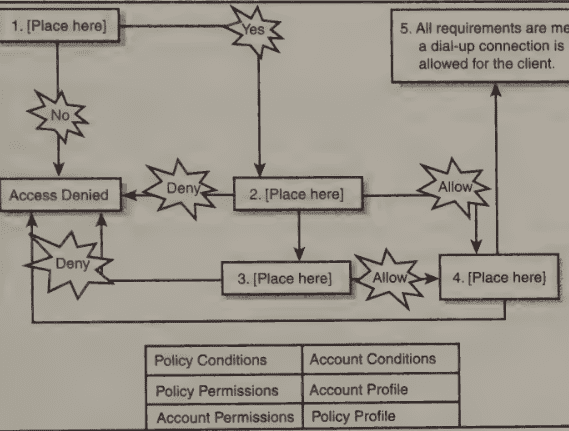 1. [Place here]
Yes
5. All requirements are me
a dial-up connection is
allowed for the client.
No
Access Denied
Deny
2. [Place here]
Allow
Deny
3. [Place here]
Allow
4. [Place here]
Policy Conditions
Account Conditions
Policy Permissions
Account Profile
Account Permissions
Policy Profile